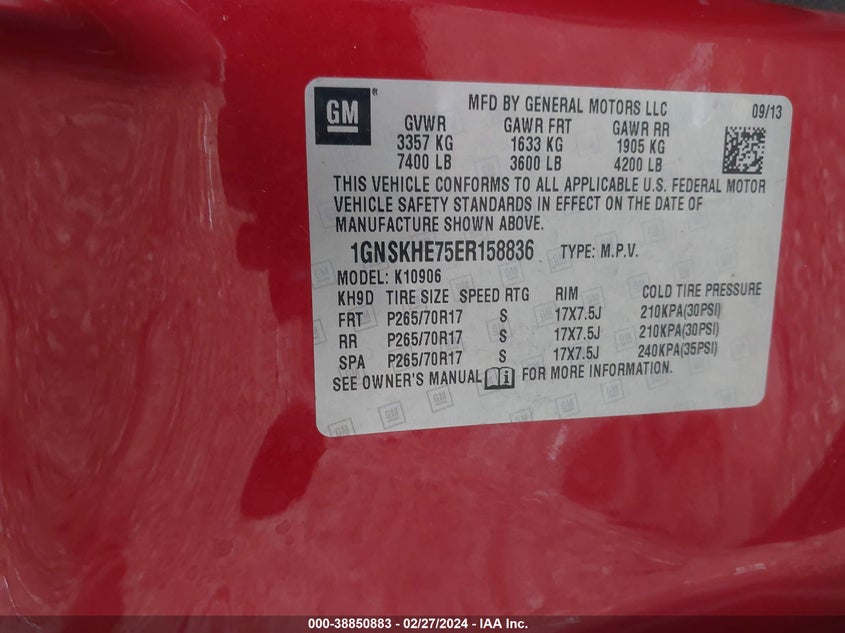 GM ®
MFD BY GENERAL MOTORS LLC 09/13
GVWR GAWR FRT GAWR RR
3357 KG 1633 KG 1905 KG
7400 LB 3600 LB 4200 LB
THIS VEHICLE CONFORMS TO ALL APPLICABLE U.S. FEDERAL MOTOR
VEHICLE SAFETY STANDARDS IN EFFECT ON THE DATE OF
MANUFACTURE SHOWN ABOVE.
1GNSKHE75ER158836 TYPE: M.P.V.
MODEL: K10906
KH9D TIRE SIZE SPEED RTG RIM COLD TIRE PRESSURE
FRT P265/70R17 S 17X7.5J 210KPA(30PSI)
RR P265/70R17 S 17X7.5J 210KPA(30PSI)
SPA P265/70R17 S 17X7.5J 240KPA(35PSI)
SEE OWNER'S MANUAL FOR MORE INFORMATION.
000-38850883 - 02/27/2024 - IAA Inc.